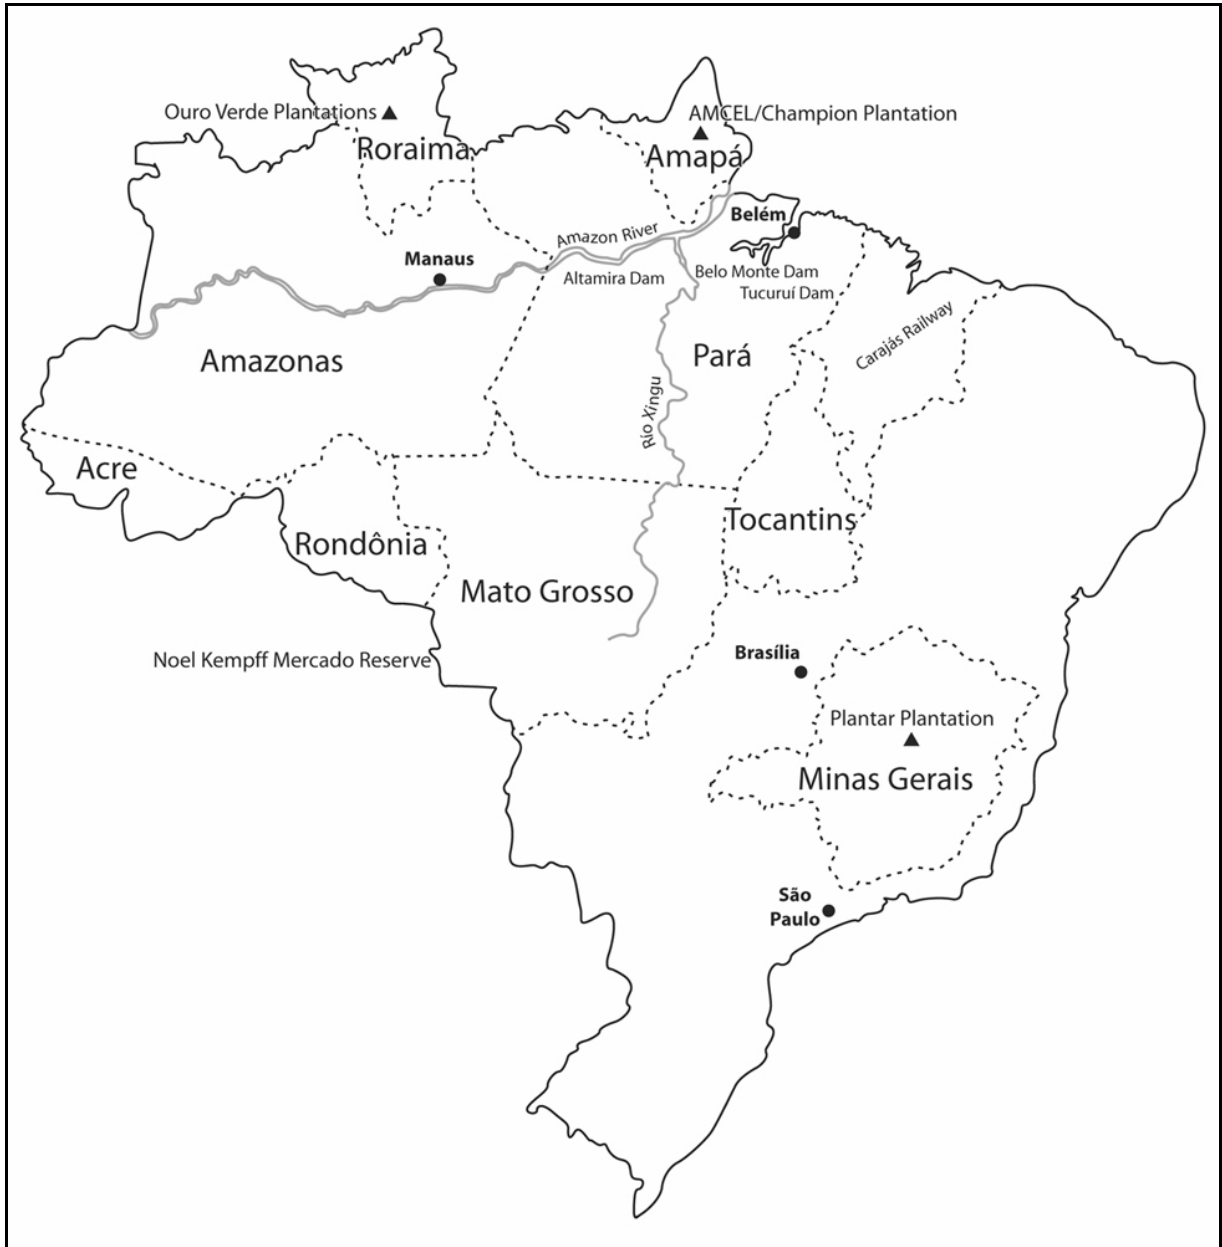 Ouro Verde Plantations
AMCEL/Champion Plantation
Roraima
Amapá
Belém
Amazon River
Manaus
Altamira Dam
Belo Monte Dam
Tucuruí Dam
Carajás Railway
Amazonas
Pará
Rio Xingu
Acre
Tocantins
Rondônia
Mato Grosso
Noel Kempff Mercado Reserve
Brasília
Plantar Plantation
Minas Gerais
São
Paulo